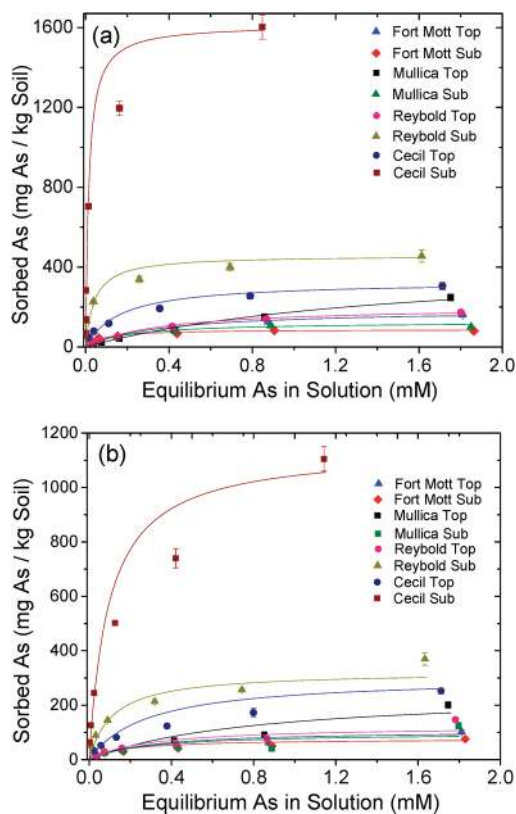 (a)
Fort Mott Top
Fort Mott Sub
Mullica Top
Mullica Sub
Reybold Top
Reybold Sub
Cecil Top
Cecil Sub
Sorbed As (mg As / kg Soil)
1600
1200
800
400
0
0.0 0.4 0.8 1.2 1.6 2.0
Equilibrium As in Solution (mM)
(b)
Fort Mott Top
Fort Mott Sub
Mullica Top
Mullica Sub
Reybold Top
Reybold Sub
Cecil Top
Cecil Sub
Sorbed As (mg As / kg Soil)
1200
1000
800
600
400
200
0
0.0 0.4 0.8 1.2 1.6 2.0
Equilibrium As in Solution (mM)